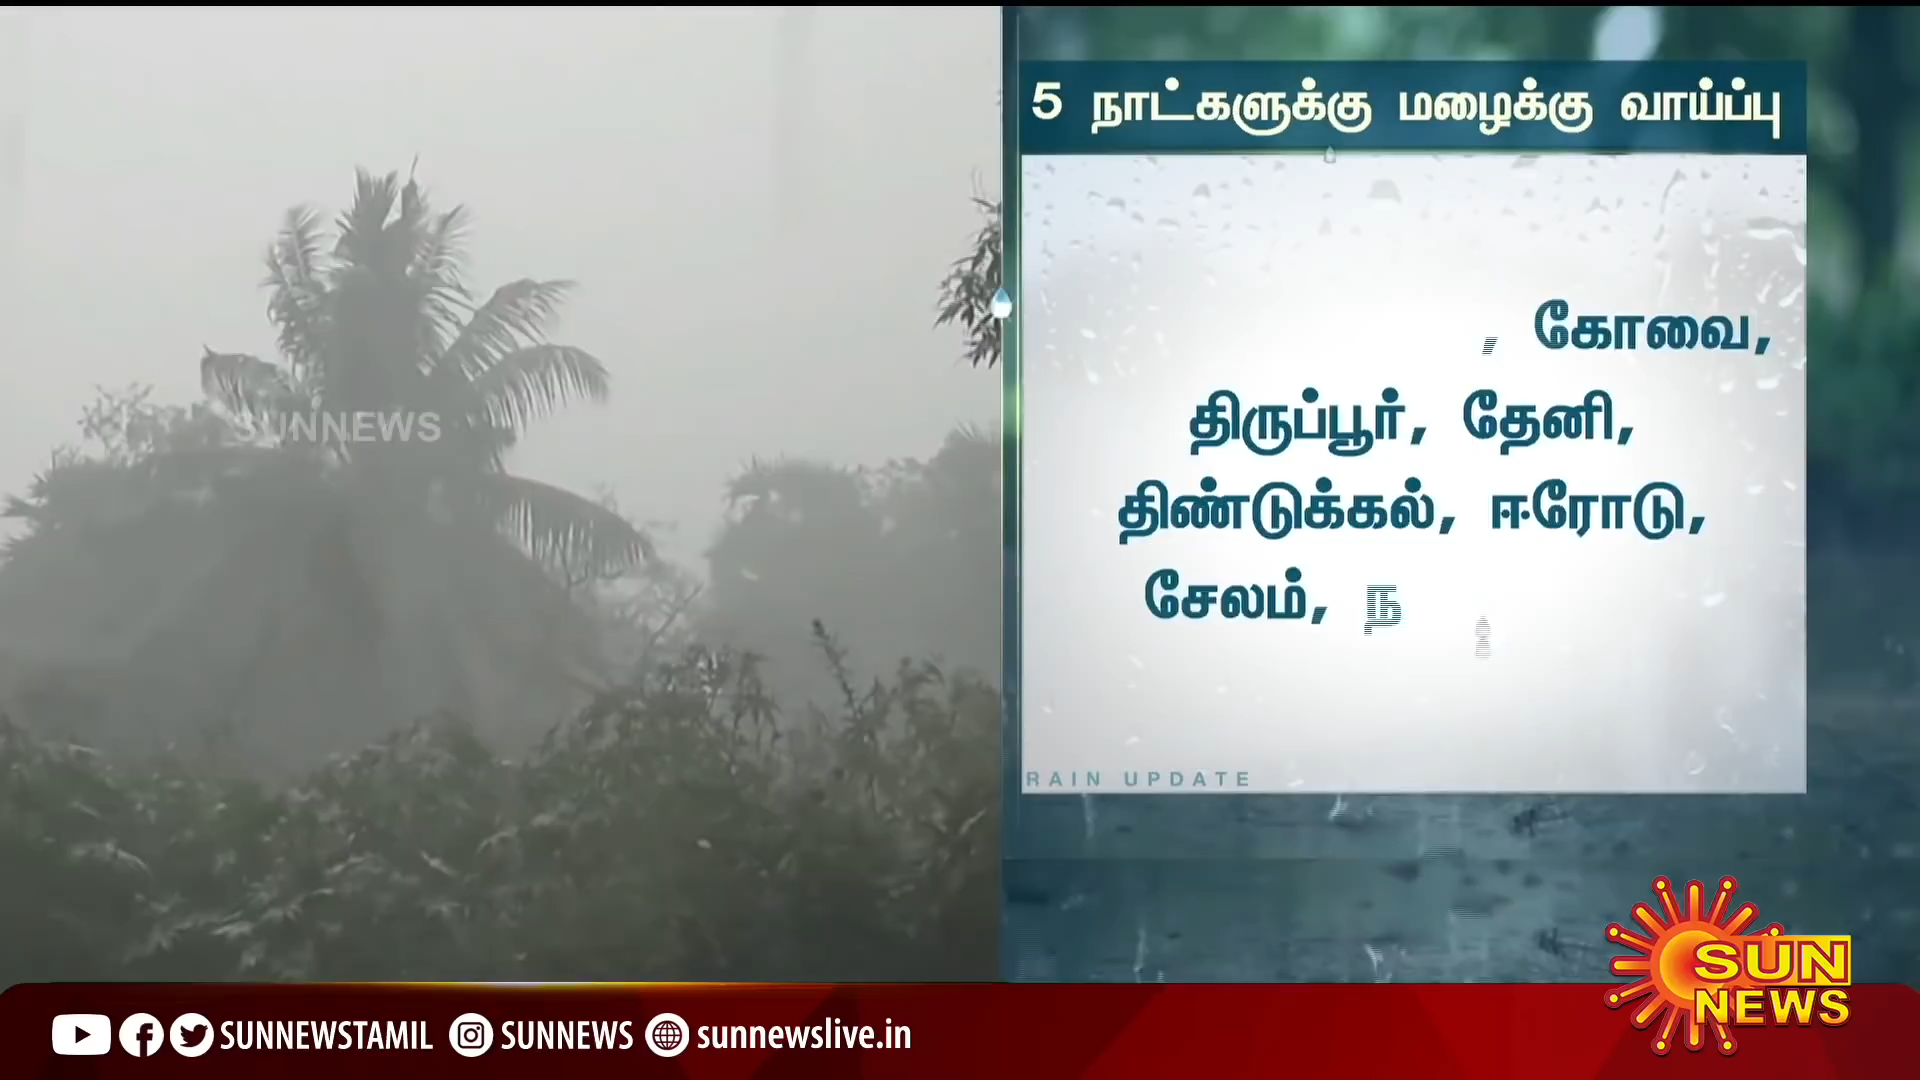 5 நாட்களுக்கு மழைக்கு வாய்ப்பு
, கோவை,
திருப்பூர், தேனி,
திண்டுக்கல், ஈரோடு,
சேலம், ந
RAIN UPDATE
SUNNEWS
SUN
NEWS
SUNNEWSTAMIL SUNNEWS sunnewslive.in